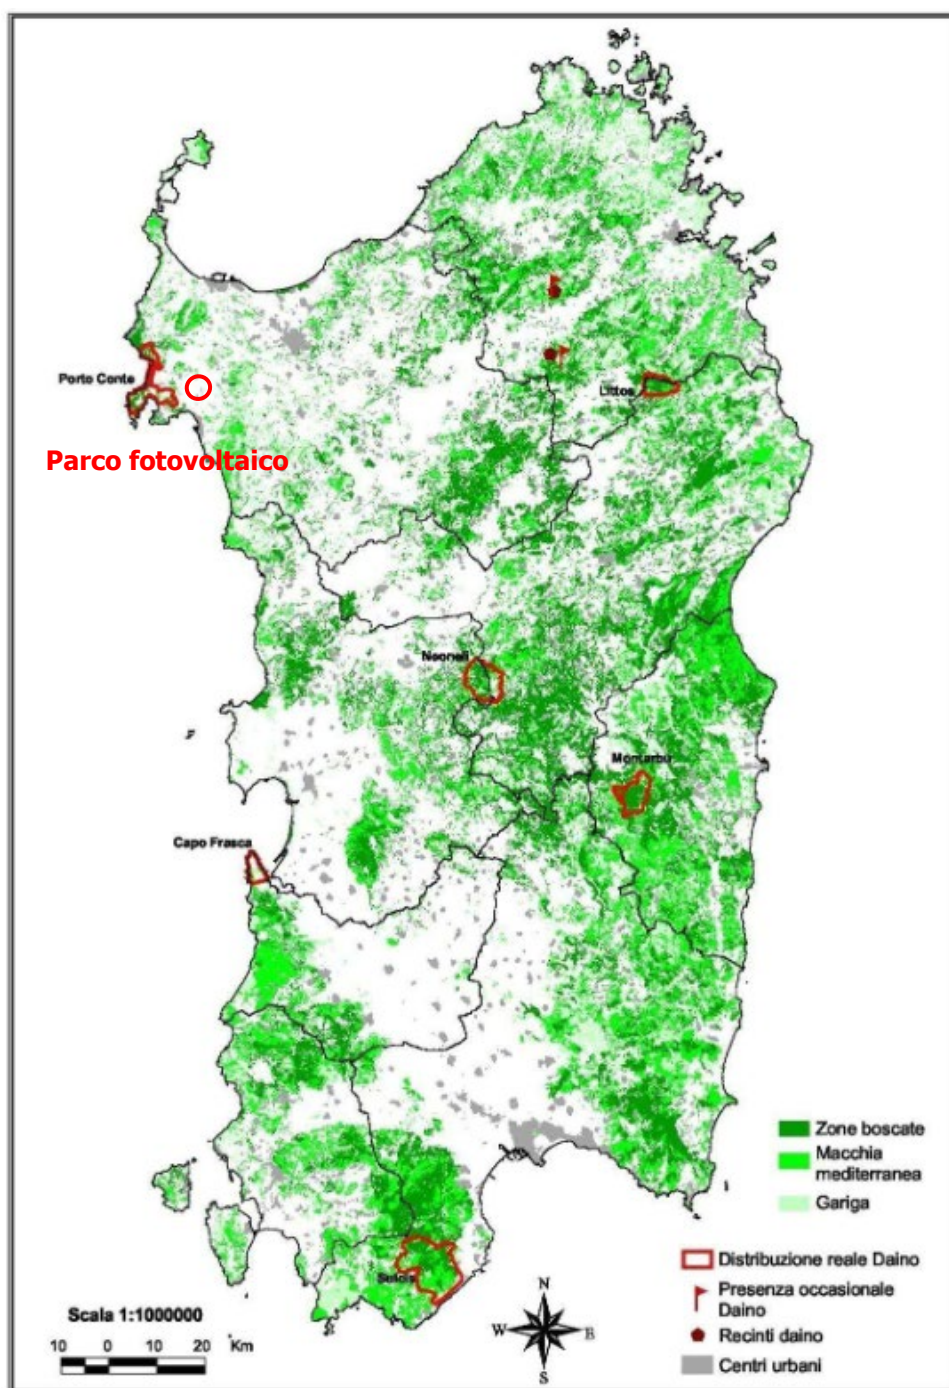 Porto Conte
Littos
Parco fotovoltaico
Neoneli
Montarbu
Capo Frasca
Sulcis
Zone boscate
Macchia
mediterranea
Gariga
Distribuzione reale Daino
Presenza occasionale
Daino
Recinti daino
Centri urbani
Scala 1:1000000
10 0 10 20 Km
N
W E
S